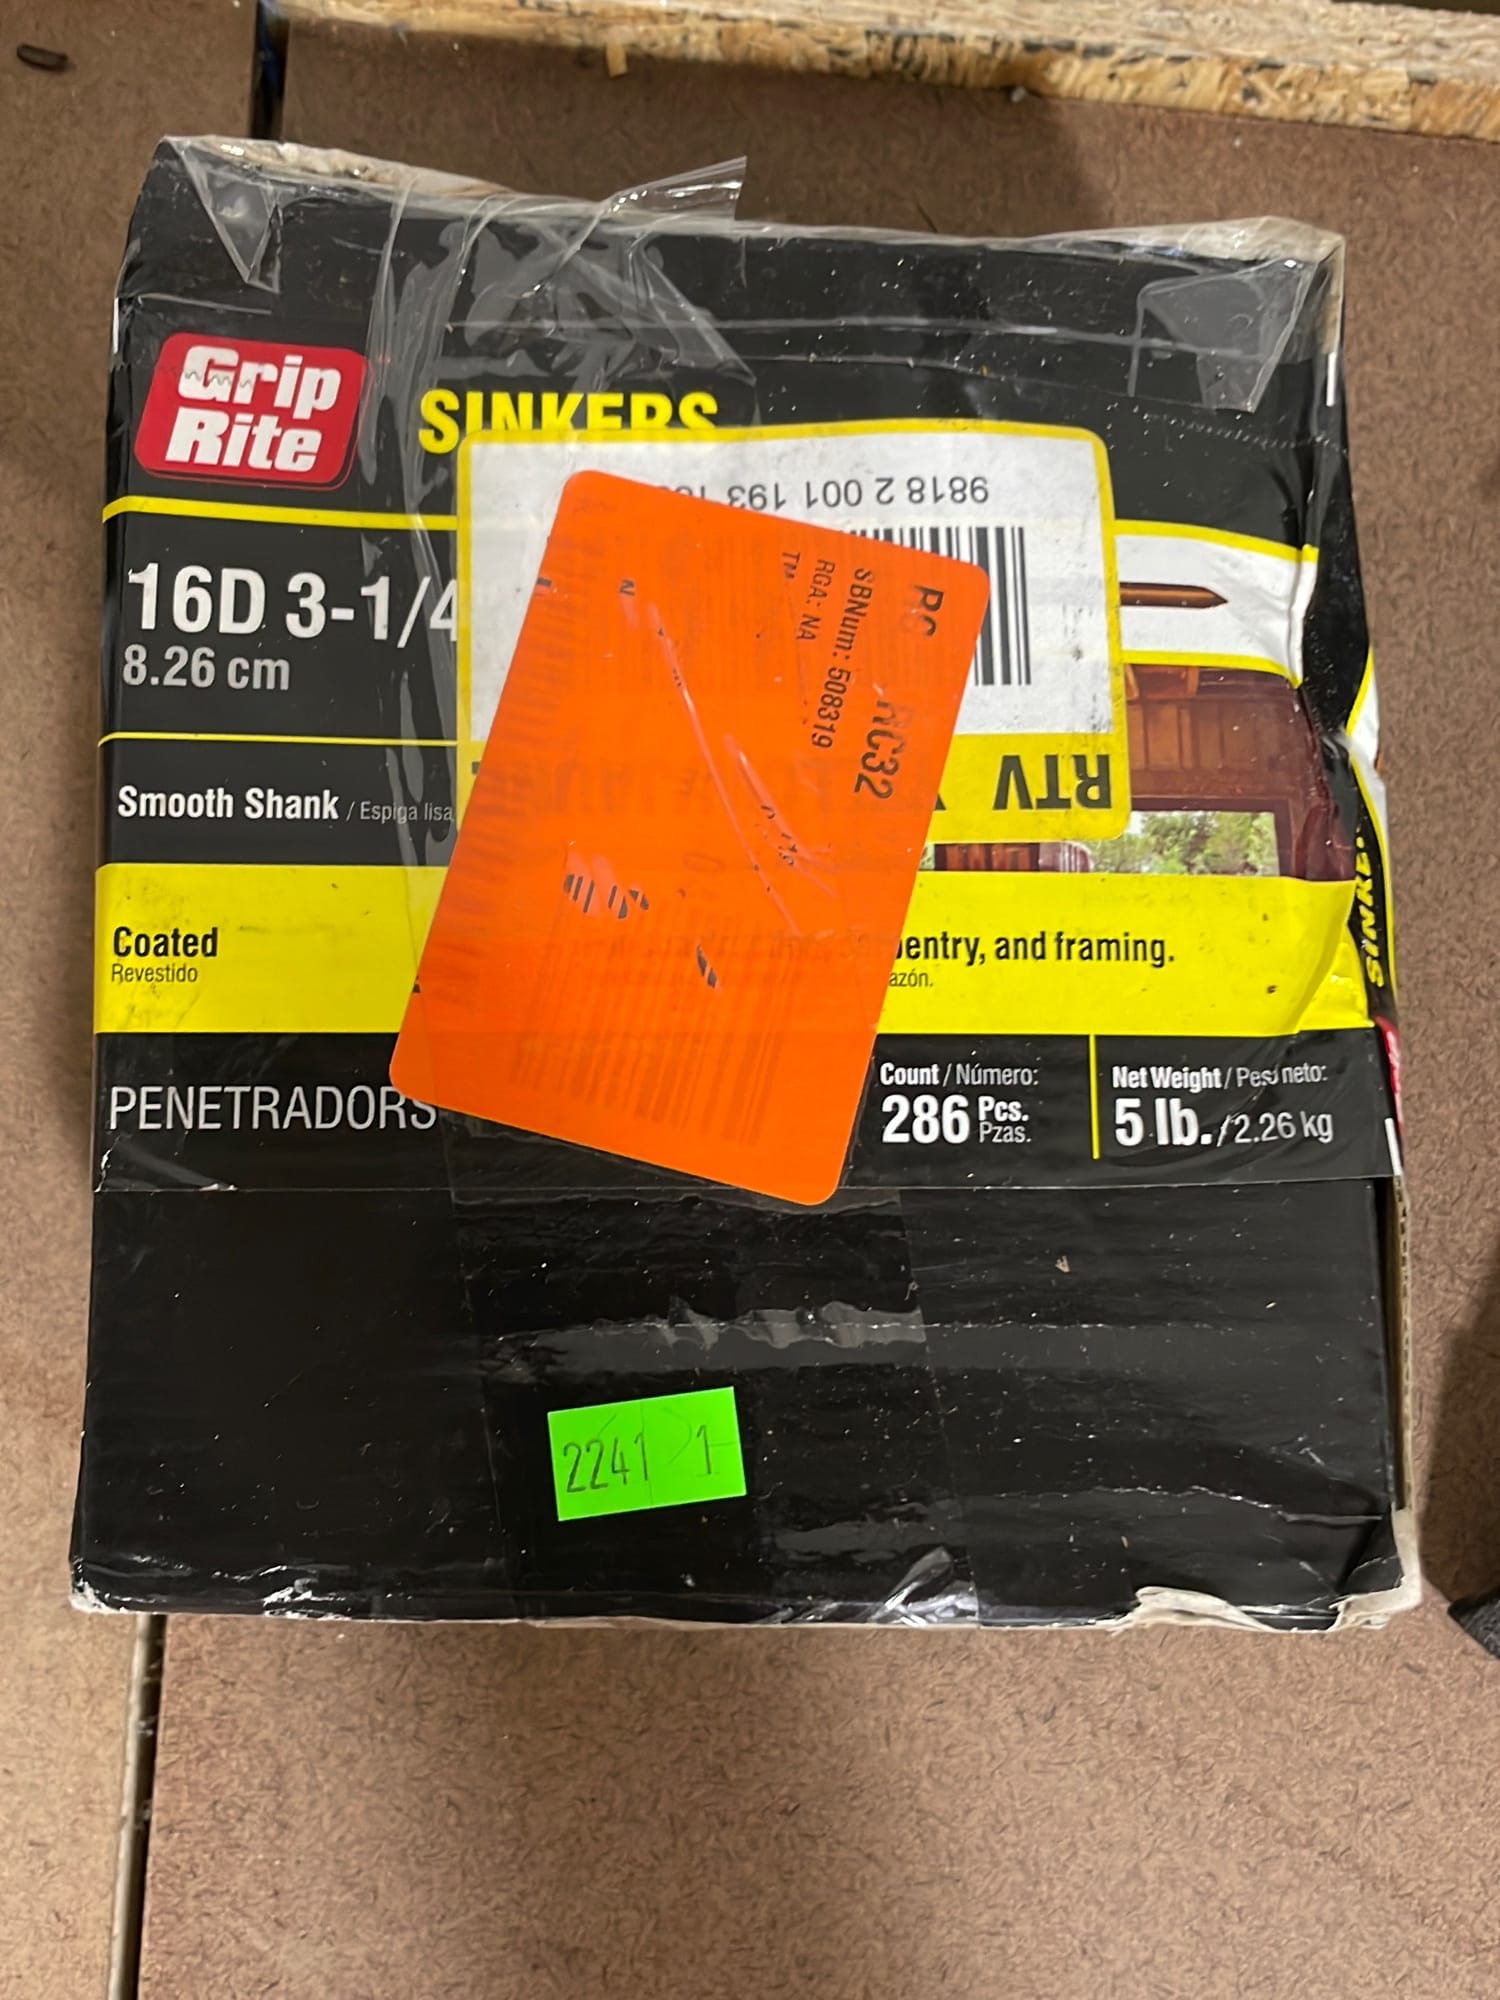 Grip
Rite
SINKERS
9818 2 001 193
16D 3-1/4
8.26 cm
SBNum: 508319
RGA: NA
RC32
RTV
Smooth Shank / Espiga lisa
Coated
Revestido
and framing.
PENETRADORS
Count / Número:
286 Pcs.
Pzas.
Net Weight / Peso neto:
5 lb. / 2.26 kg
2241 1